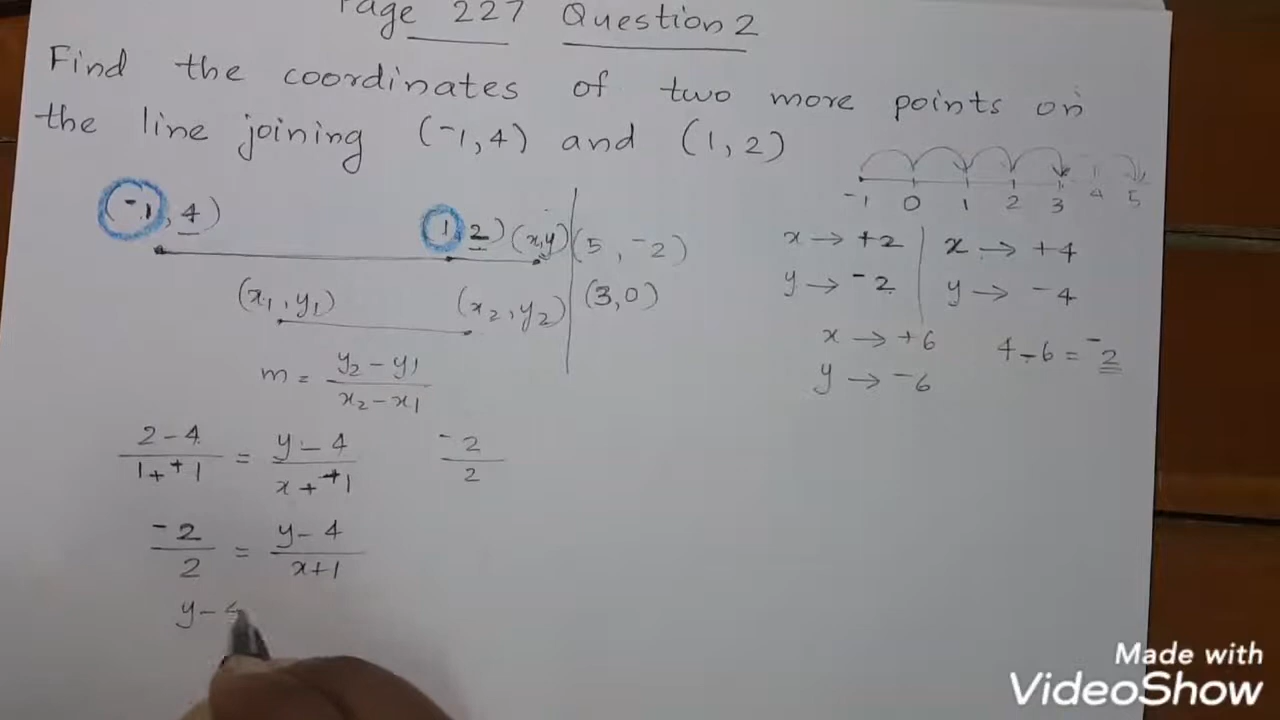 Page 227 Question 2
Find the coordinates of two more points on
the line joining (-1, 4) and (1, 2)
-1 0 1 2 3 4 5
(-1, 4) 1, 2) (x,y) (5, -2)
(x₁, y₁) (x₂, y₂) (3, 0)
x → +2 x → +4
y → -2 y → -4
x → +6 4-6 = -2
y → -6
m = y₂ - y₁ / x₂ - x₁
2-4 / 1++1 = y-4 / x++1 -2 / 2
-2 / 2 = y-4 / x+1
y-4
Made with
VideoShow